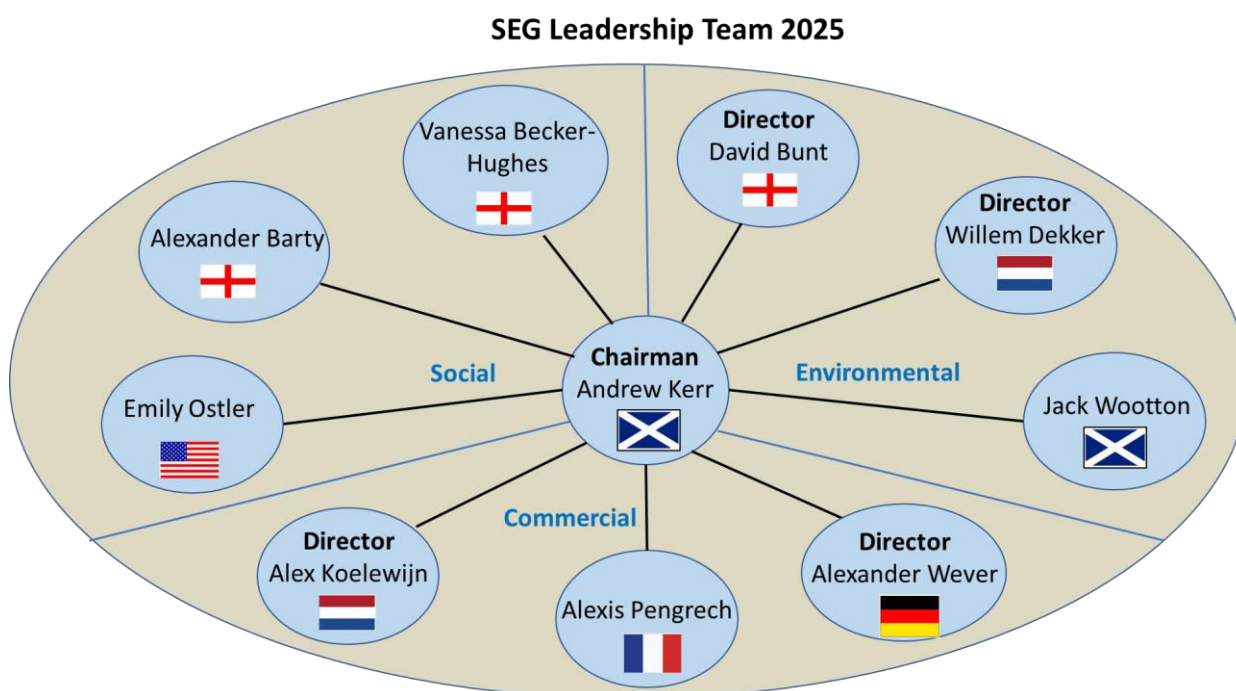 SEG Leadership Team 2025
Vanessa Becker-
Hughes
Director
David Bunt
Alexander Barty
Director
Willem Dekker
Social
Chairman
Andrew Kerr
Environmental
Emily Ostler
Jack Wootton
Commercial
Director
Alex Koelewijn
Alexis Pengrech
Director
Alexander Wever